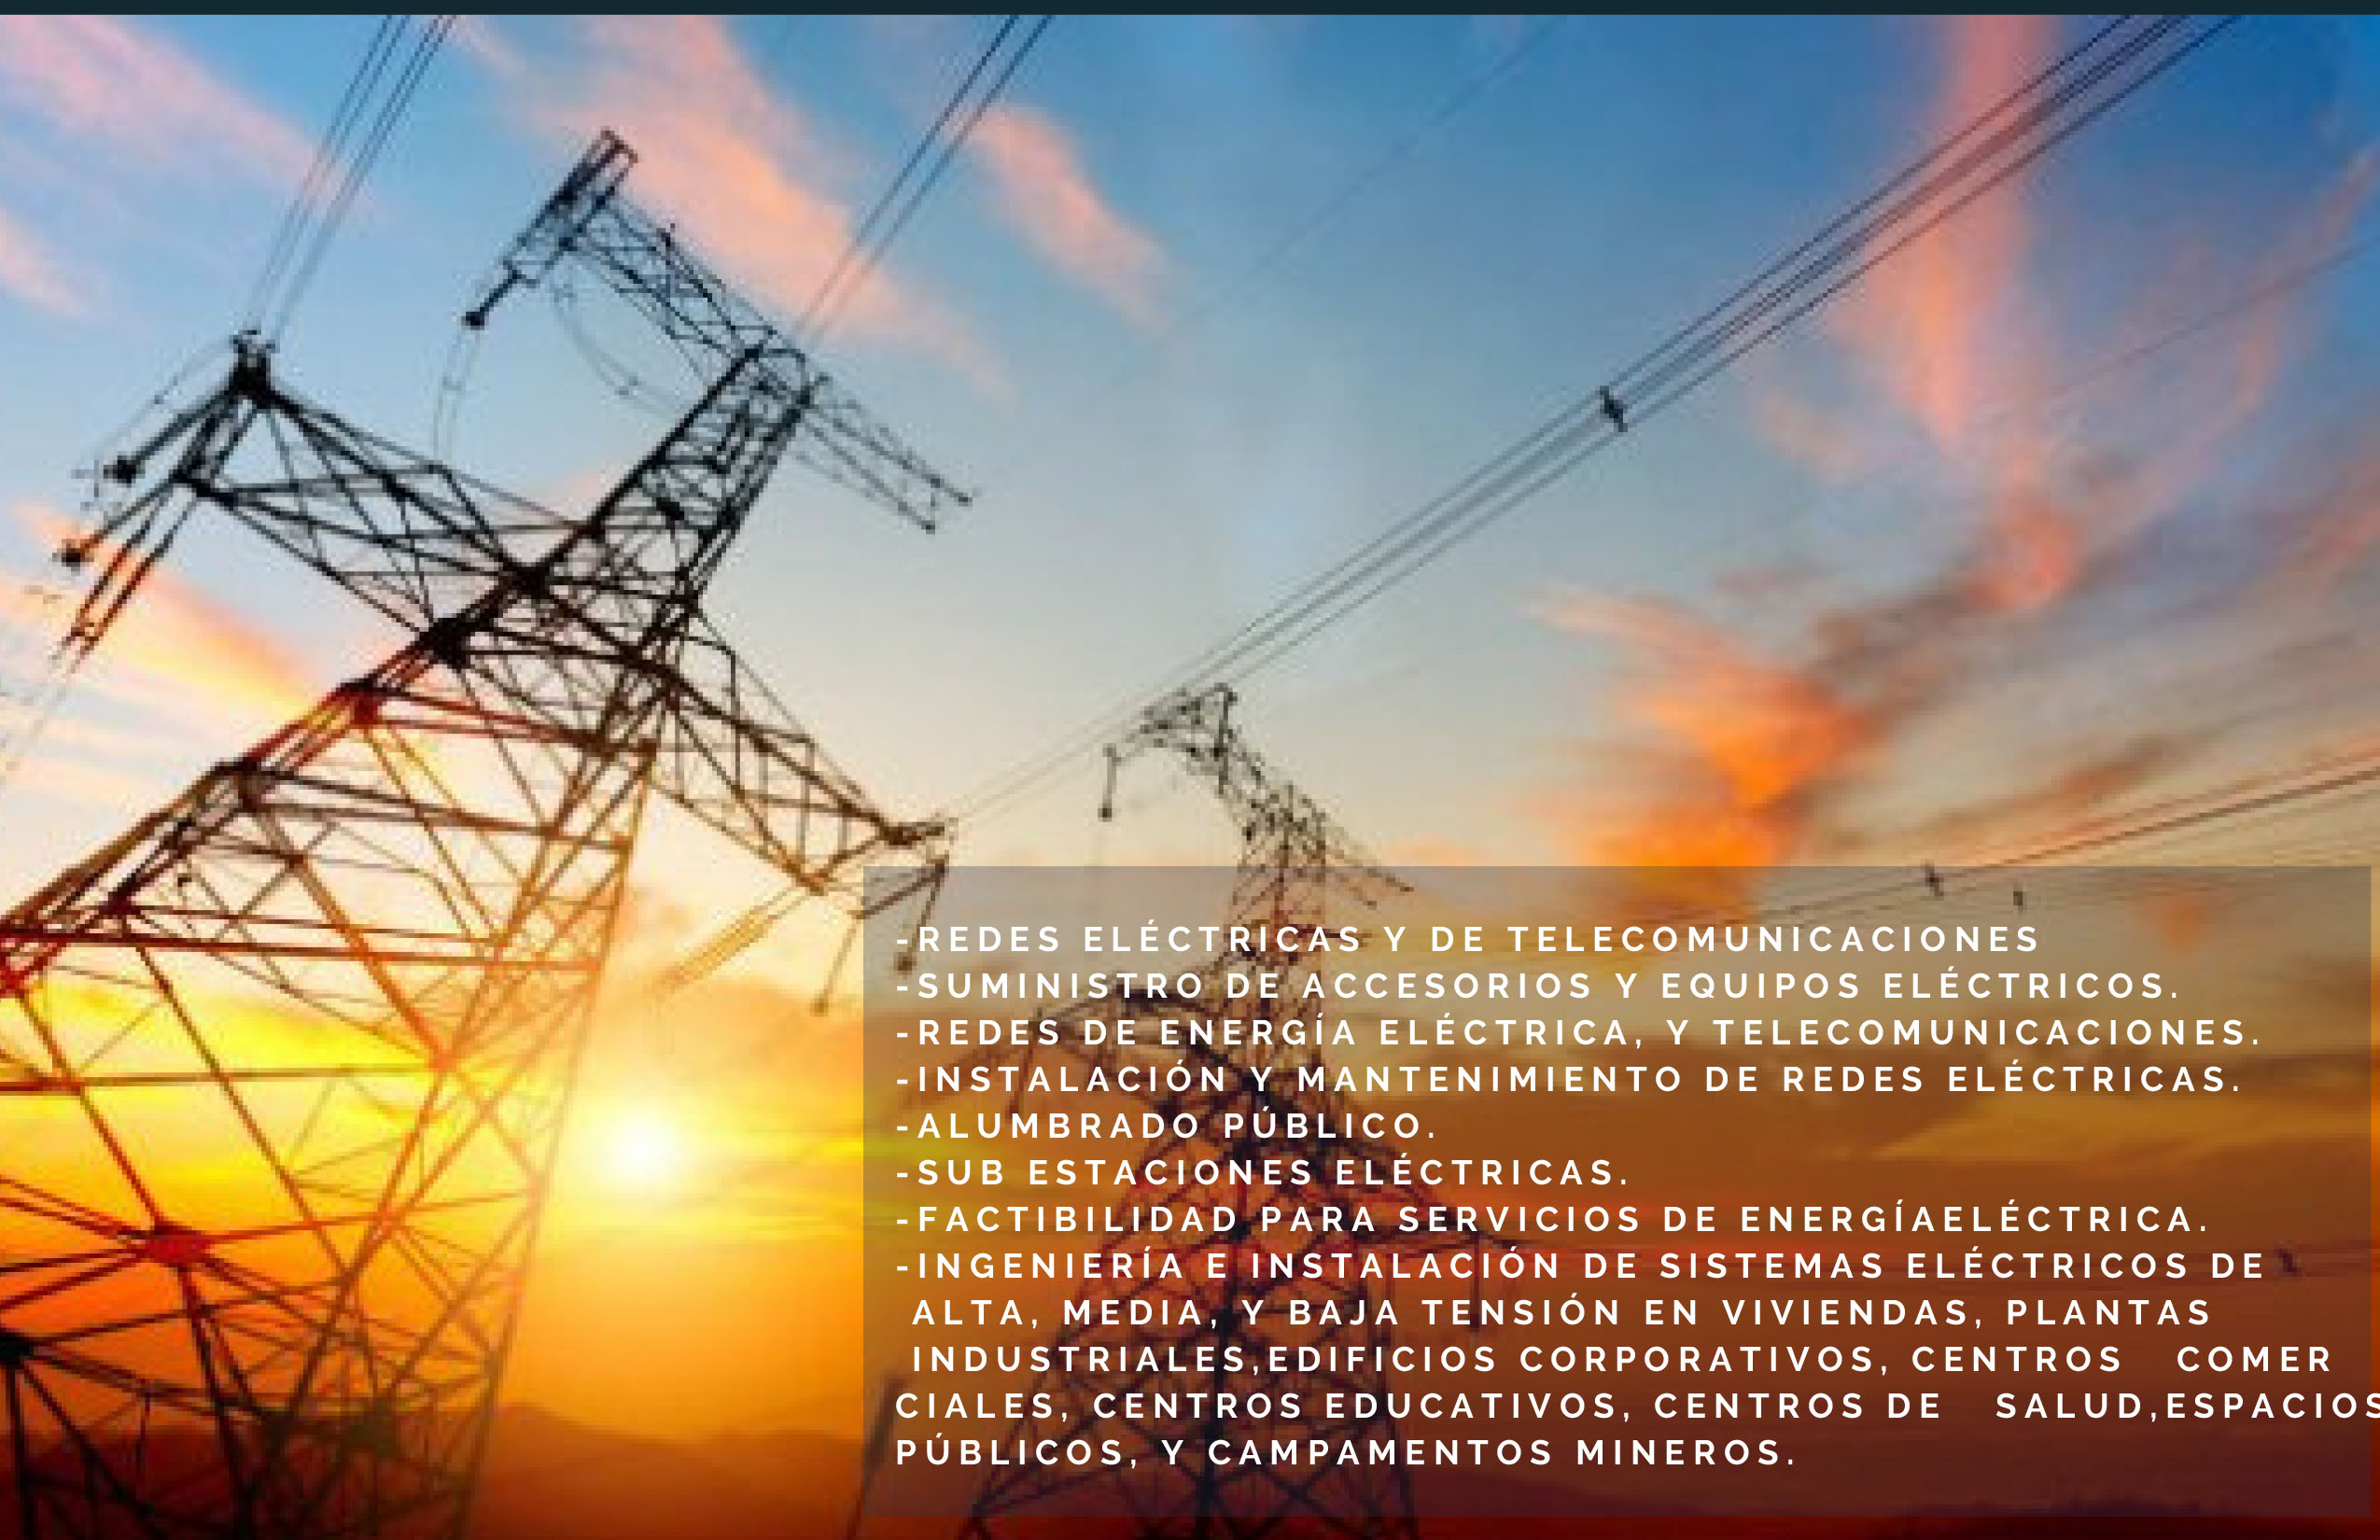 -REDES ELÉCTRICAS Y DE TELECOMUNICACIONES
-SUMINISTRO DE ACCESORIOS Y EQUIPOS ELÉCTRICOS.
-REDES DE ENERGÍA ELÉCTRICA, Y TELECOMUNICACIONES.
-INSTALACIÓN Y MANTENIMIENTO DE REDES ELÉCTRICAS.
-ALUMBRADO PÚBLICO.
-SUB ESTACIONES ELÉCTRICAS.
-FACTIBILIDAD PARA SERVICIOS DE ENERGÍAELÉCTRICA.
-INGENIERÍA E INSTALACIÓN DE SISTEMAS ELÉCTRICOS DE
ALTA, MEDIA, Y BAJA TENSIÓN EN VIVIENDAS, PLANTAS
INDUSTRIALES,EDIFICIOS CORPORATIVOS, CENTROS COMER
CIALES, CENTROS EDUCATIVOS, CENTROS DE SALUD,ESPACIOS
PÚBLICOS, Y CAMPAMENTOS MINEROS.